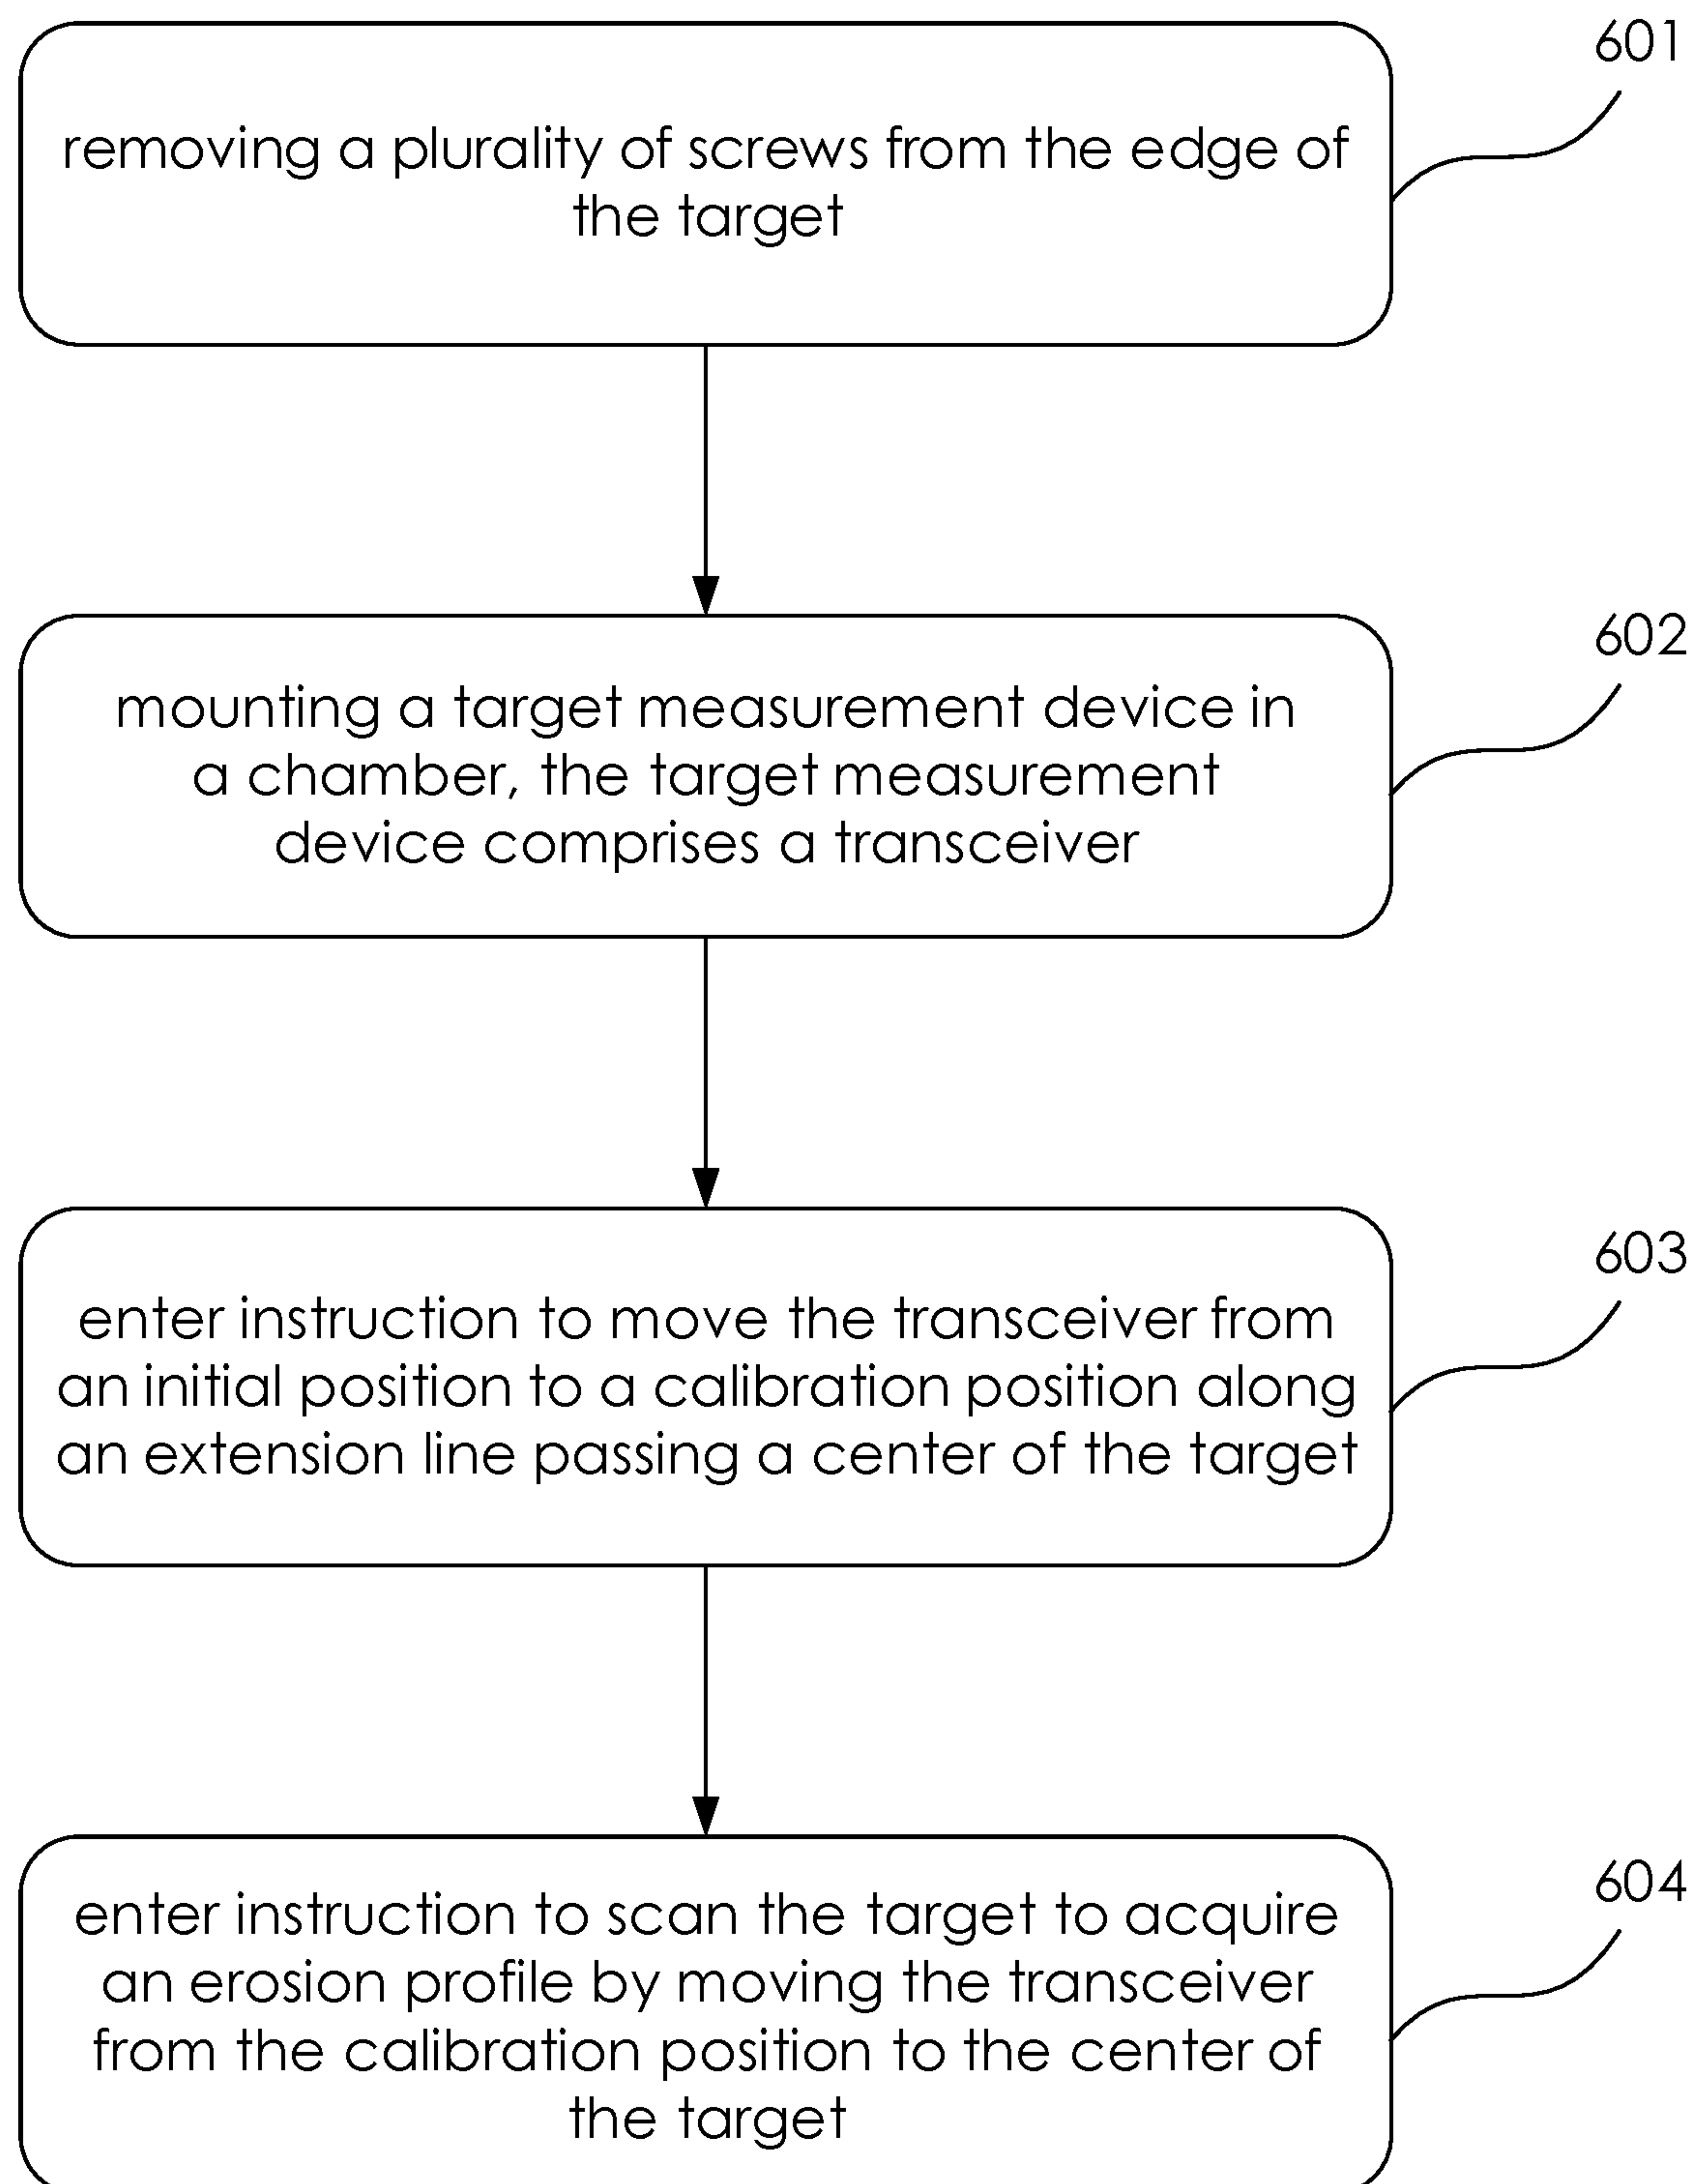 601
removing a plurality of screws from the edge of
the target
602
mounting a target measurement device in
a chamber, the target measurement
device comprises a transceiver
603
enter instruction to move the transceiver from
an initial position to a calibration position along
an extension line passing a center of the target
604
enter instruction to scan the target to acquire
an erosion profile by moving the transceiver
from the calibration position to the center of
the target